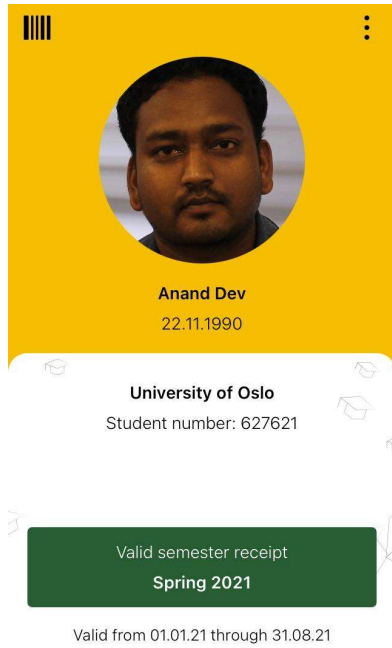 Anand Dev
22.11.1990
University of Oslo
Student number: 627621
Valid semester receipt
Spring 2021
Valid from 01.01.21 through 31.08.21